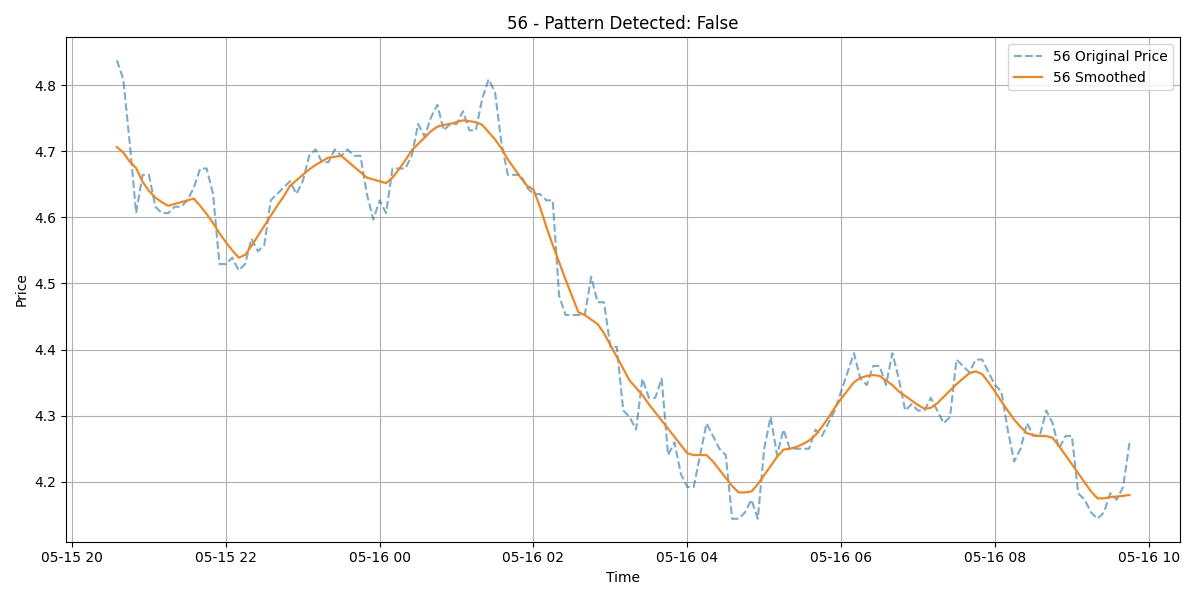 56 - Pattern Detected: False
56 Original Price
56 Smoothed
Price
4.8
4.7
4.6
4.5
4.4
4.3
4.2
05-15 20 05-15 22 05-16 00 05-16 02 05-16 04 05-16 06 05-16 08 05-16 10
Time